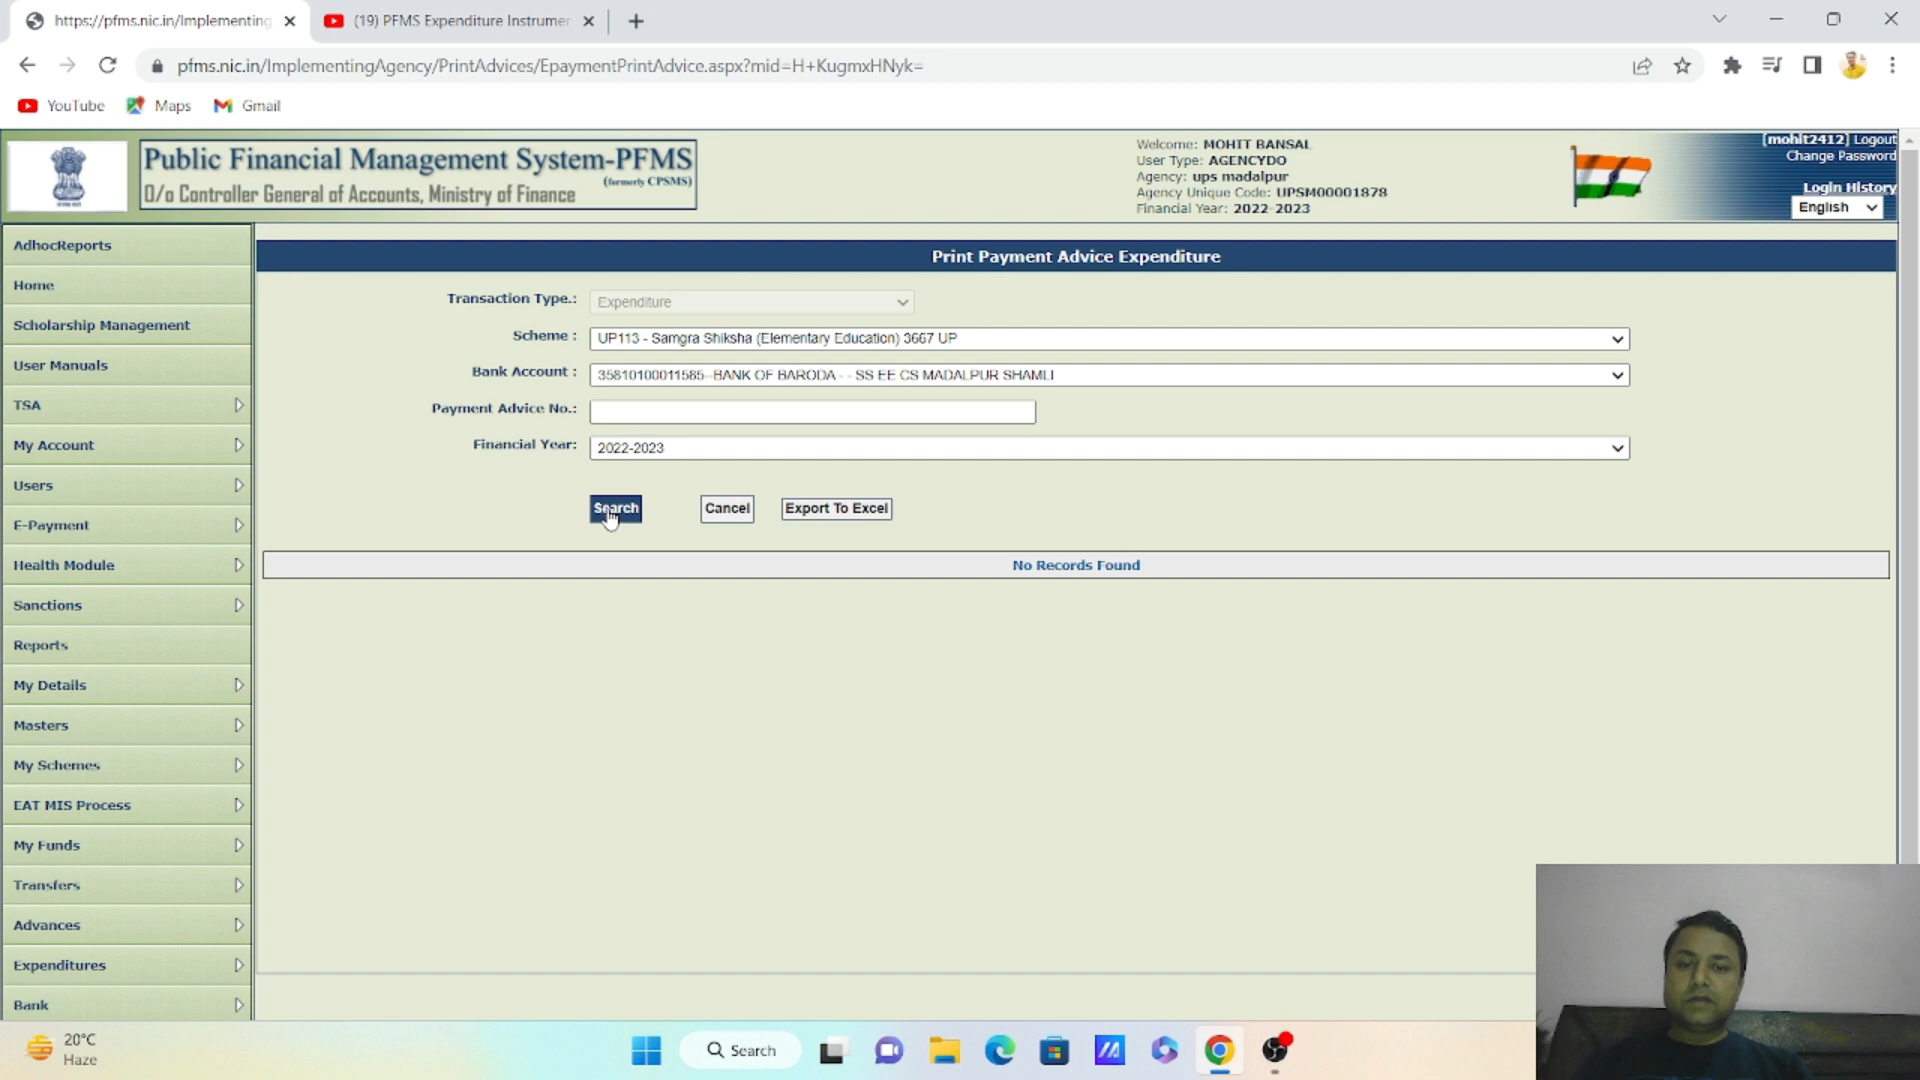 https://pfms.nic.in/Implementing
(19) PFMS Expenditure Instrumen
pfms.nic.in/ImplementingAgency/PrintAdvices/EpaymentPrintAdvice.aspx?mid=H+KugmxHNyk=
YouTube
Maps
Gmail
Public Financial Management System-PFMS
(formerly CPSMS)
O/o Controller General of Accounts, Ministry of Finance
Welcome: MOHIT BANSAL
User Type: AGENCYDO
Agency: ups madalpur
Agency Unique Code: UPSM00001878
Financial Year: 2022-2023
[mohit2412] Logout
Change Password
Login History
English
AdhocReports
Home
Scholarship Management
User Manuals
TSA
My Account
Users
E-Payment
Health Module
Sanctions
Reports
My Details
Masters
My Schemes
EAT MIS Process
My Funds
Transfers
Advances
Expenditures
Bank
Print Payment Advice Expenditure
Transaction Type.: Expenditure
Scheme : UP113 - Samgra Shiksha (Elementary Education) 3667 UP
Bank Account : 35810100011585--BANK OF BARODA - - SS EE CS MADALPUR SHAMLI
Payment Advice No.:
Financial Year: 2022-2023
Search Cancel Export To Excel
No Records Found
20°C
Haze
Search